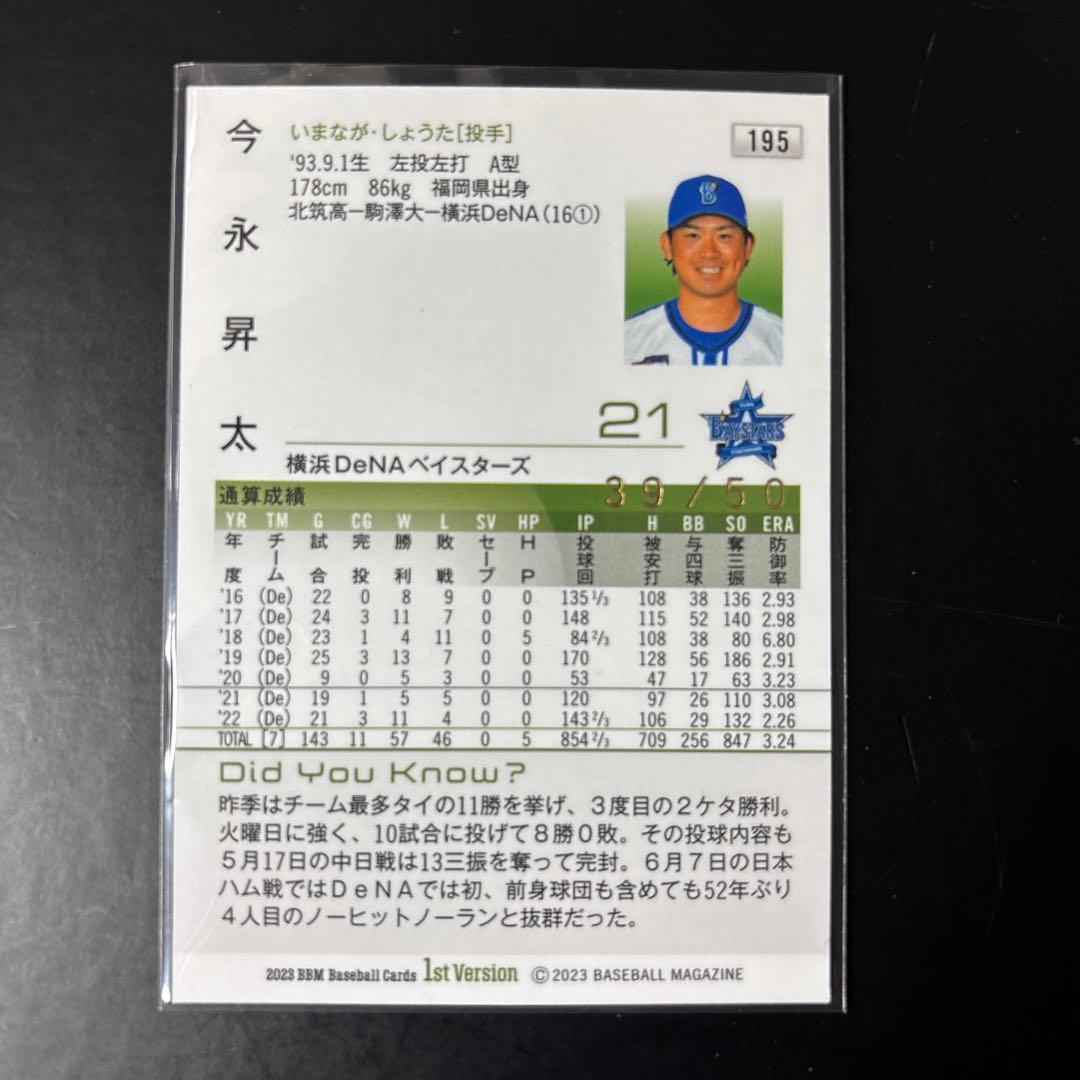 今永昇太
いまなが・しょうた[投手]
'93.9.1生 左投左打 A型
178cm 86kg 福岡県出身
北筑高ー駒澤大ー横浜DeNA(16①)
195
B
21
DeNA
BAYSTARS
YOKOHAMA
横浜DeNAベイスターズ
39/50
通算成績
YR TM G CG W L SV HP IP H BB SO ERA
年度 チーム 試合 完投 勝利 敗戦 セーブ HP 投球回 被安打 与四球 奪三振 防御率
'16 (De) 22 0 8 9 0 0 135 1/3 108 38 136 2.93
'17 (De) 24 3 11 7 0 0 148 115 52 140 2.98
'18 (De) 23 1 4 11 0 5 84 2/3 108 38 80 6.80
'19 (De) 25 3 13 7 0 0 170 128 56 186 2.91
'20 (De) 9 0 5 3 0 0 53 47 17 63 3.23
'21 (De) 19 1 5 5 0 0 120 97 26 110 3.08
'22 (De) 21 3 11 4 0 0 143 2/3 106 29 132 2.26
TOTAL [7] 143 11 57 46 0 5 854 2/3 709 256 847 3.24
Did You Know?
昨季はチーム最多タイの11勝を挙げ、3度目の2ケタ勝利。
火曜日に強く、10試合に投げて8勝0敗。その投球内容も
5月17日の中日戦は13三振を奪って完封。6月7日の日本
ハム戦ではDeNAでは初、前身球団も含めても52年ぶり
4人目のノーヒットノーランと抜群だった。
2023 BBM Baseball Cards 1st Version ©2023 BASEBALL MAGAZINE